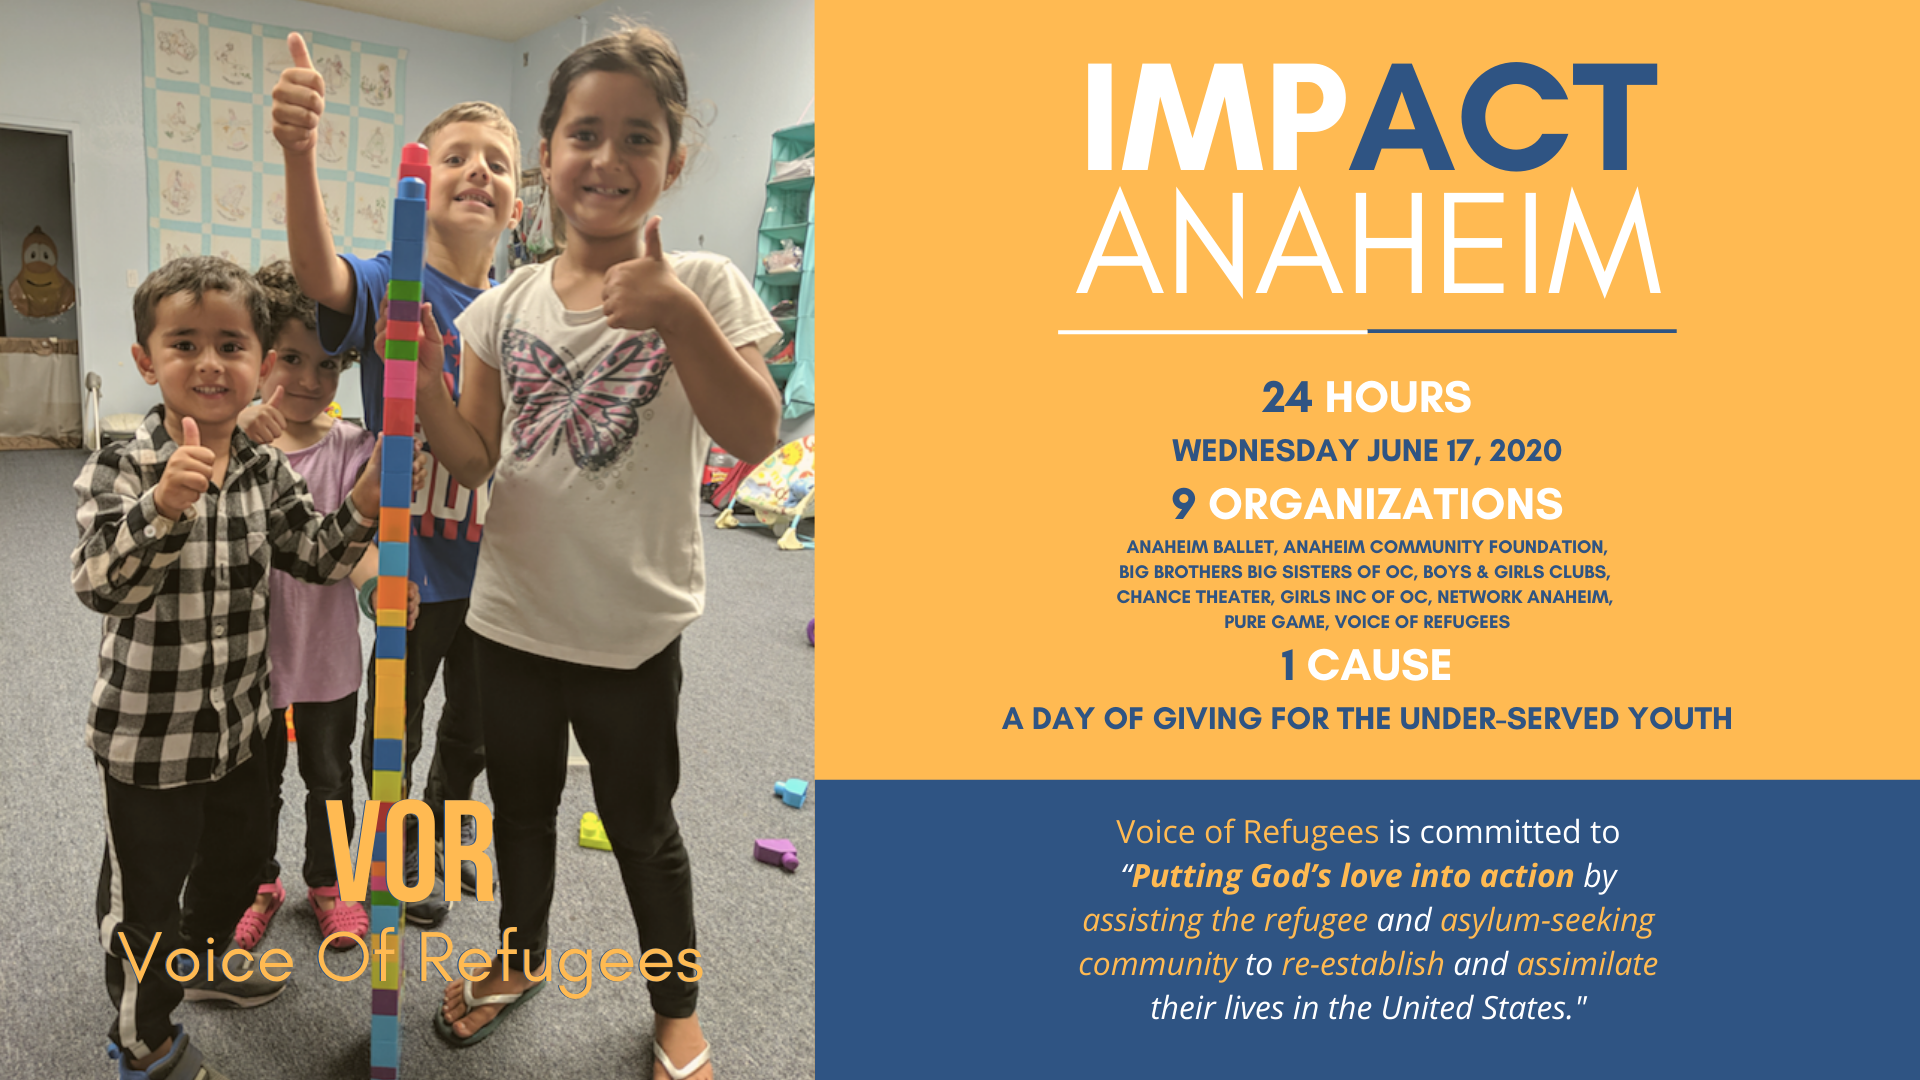 VOR
Voice Of Refugees
IMPACT
ANAHEIM
24 HOURS
WEDNESDAY JUNE 17, 2020
9 ORGANIZATIONS
ANAHEIM BALLET, ANAHEIM COMMUNITY FOUNDATION,
BIG BROTHERS BIG SISTERS OF OC, BOYS & GIRLS CLUBS,
CHANCE THEATER, GIRLS INC OF OC, NETWORK ANAHEIM,
PURE GAME, VOICE OF REFUGEES
1 CAUSE
A DAY OF GIVING FOR THE UNDER-SERVED YOUTH
Voice of Refugees is committed to
“Putting God’s love into action by
assisting the refugee and asylum-seeking
community to re-establish and assimilate
their lives in the United States."